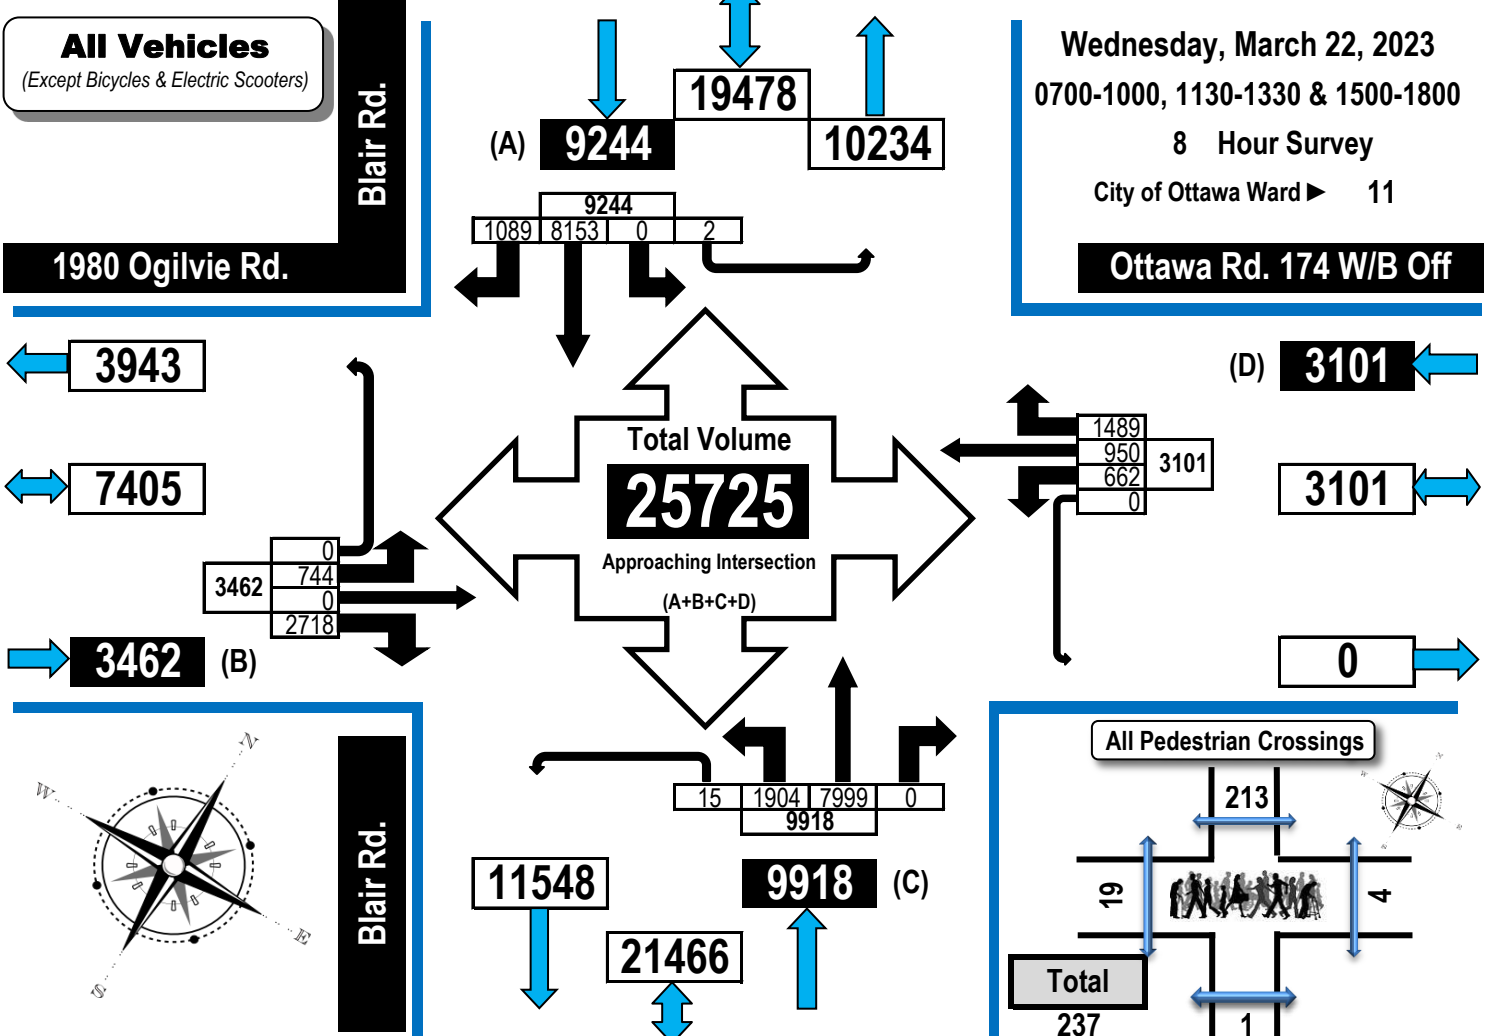 All Vehicles
(Except Bicycles & Electric Scooters)
Blair Rd.
1980 Ogilvie Rd.
19478
(A) 9244
10234
9244
1089 8153 0 2
Wednesday, March 22, 2023
0700-1000, 1130-1330 & 1500-1800
8 Hour Survey
City of Ottawa Ward ► 11
Ottawa Rd. 174 W/B Off
3943
7405
0
744
3462
0
2718
3462 (B)
Total Volume
25725
Approaching Intersection
(A+B+C+D)
(D) 3101
1489
950
3101
662
0
3101
0
15 1904 7999 0
9918
11548
9918 (C)
21466
N
W
E
S
Blair Rd.
All Pedestrian Crossings
213
19
4
Total
237
1